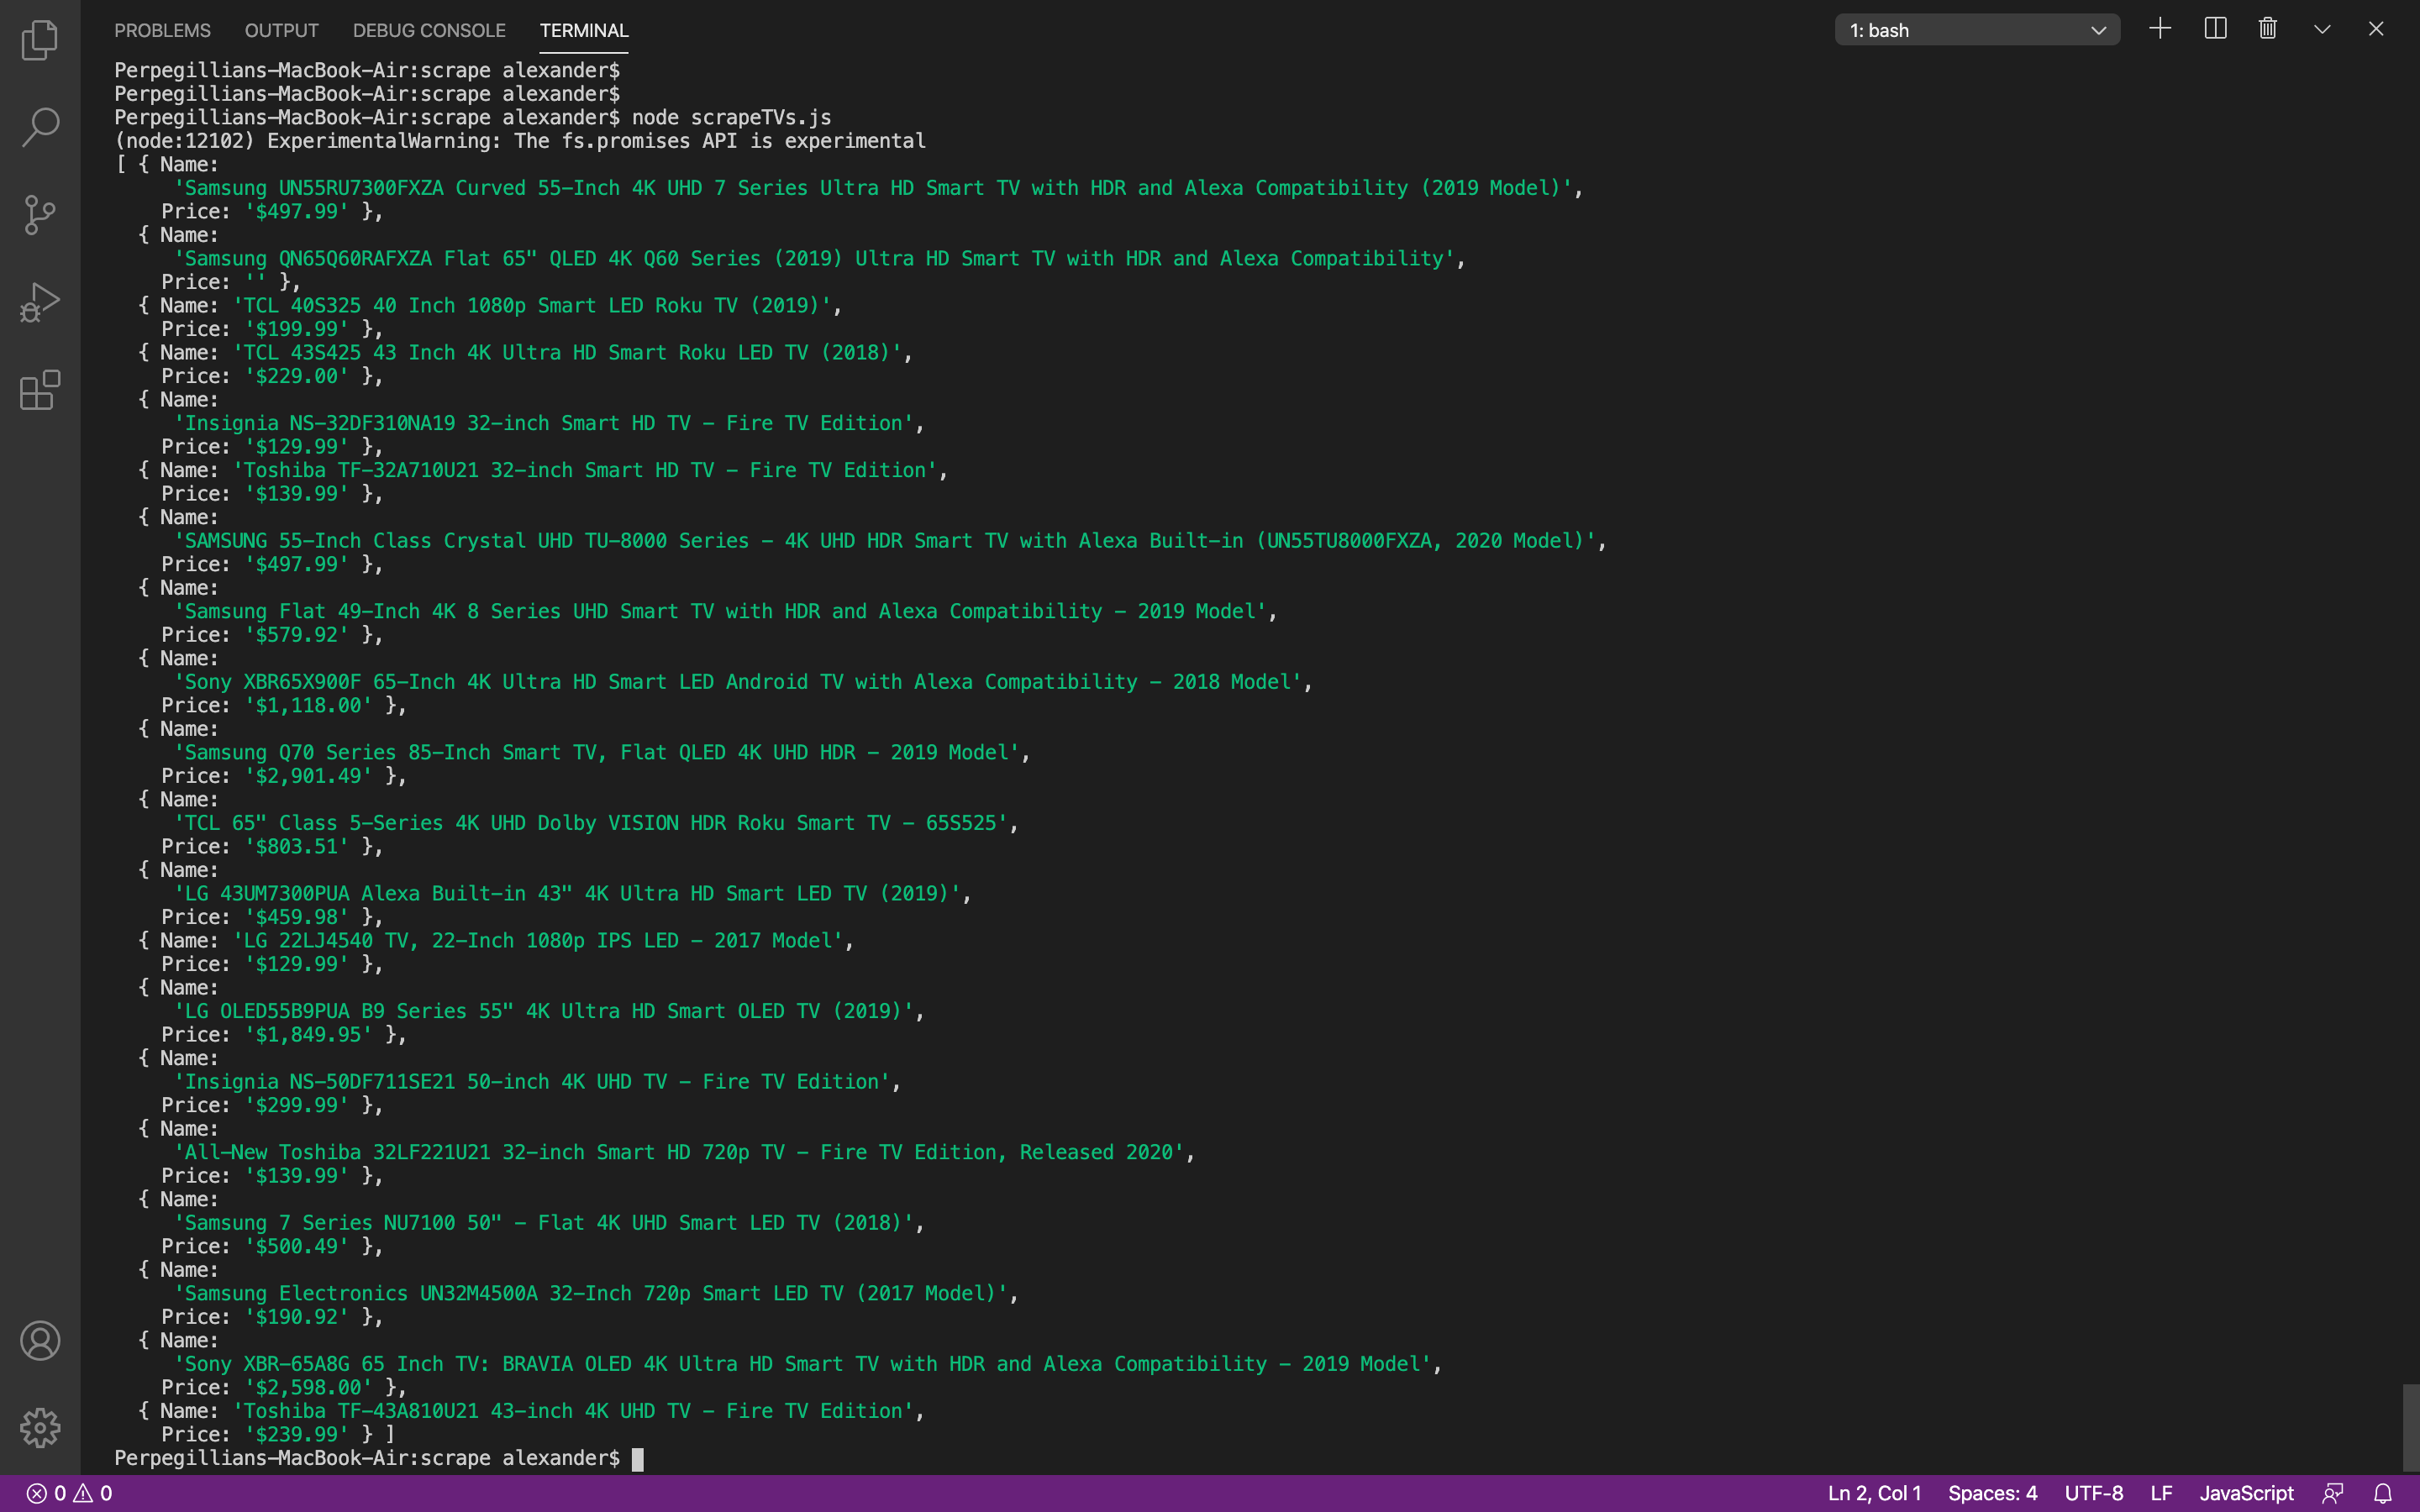 PROBLEMS OUTPUT DEBUG CONSOLE TERMINAL 1: bash
Perpegillians-MacBook-Air:scrape alexander$
Perpegillians-MacBook-Air:scrape alexander$
Perpegillians-MacBook-Air:scrape alexander$ node scrapeTVs.js
(node:12102) ExperimentalWarning: The fs.promises API is experimental
[ { Name:
'Samsung UN55RU7300FXZA Curved 55-Inch 4K UHD 7 Series Ultra HD Smart TV with HDR and Alexa Compatibility (2019 Model)',
Price: '$497.99' },
{ Name:
'Samsung QN65Q60RAFXZA Flat 65" QLED 4K Q60 Series (2019) Ultra HD Smart TV with HDR and Alexa Compatibility',
Price: '' },
{ Name: 'TCL 40S325 40 Inch 1080p Smart LED Roku TV (2019)',
Price: '$199.99' },
{ Name: 'TCL 43S425 43 Inch 4K Ultra HD Smart Roku LED TV (2018)',
Price: '$229.00' },
{ Name:
'Insignia NS-32DF310NA19 32-inch Smart HD TV - Fire TV Edition',
Price: '$129.99' },
{ Name: 'Toshiba TF-32A710U21 32-inch Smart HD TV - Fire TV Edition',
Price: '$139.99' },
{ Name:
'SAMSUNG 55-Inch Class Crystal UHD TU-8000 Series - 4K UHD HDR Smart TV with Alexa Built-in (UN55TU8000FXZA, 2020 Model)',
Price: '$497.99' },
{ Name:
'Samsung Flat 49-Inch 4K 8 Series UHD Smart TV with HDR and Alexa Compatibility - 2019 Model',
Price: '$579.92' },
{ Name:
'Sony XBR65X900F 65-Inch 4K Ultra HD Smart LED Android TV with Alexa Compatibility - 2018 Model',
Price: '$1,118.00' },
{ Name:
'Samsung Q70 Series 85-Inch Smart TV, Flat QLED 4K UHD HDR - 2019 Model',
Price: '$2,901.49' },
{ Name:
'TCL 65" Class 5-Series 4K UHD Dolby VISION HDR Roku Smart TV - 65S525',
Price: '$803.51' },
{ Name:
'LG 43UM7300PUA Alexa Built-in 43" 4K Ultra HD Smart LED TV (2019)',
Price: '$459.98' },
{ Name: 'LG 22LJ4540 TV, 22-Inch 1080p IPS LED - 2017 Model',
Price: '$129.99' },
{ Name:
'LG OLED55B9PUA B9 Series 55" 4K Ultra HD Smart OLED TV (2019)',
Price: '$1,849.95' },
{ Name:
'Insignia NS-50DF711SE21 50-inch 4K UHD TV - Fire TV Edition',
Price: '$299.99' },
{ Name:
'All-New Toshiba 32LF221U21 32-inch Smart HD 720p TV - Fire TV Edition, Released 2020',
Price: '$139.99' },
{ Name:
'Samsung 7 Series NU7100 50" - Flat 4K UHD Smart LED TV (2018)',
Price: '$500.49' },
{ Name:
'Samsung Electronics UN32M4500A 32-Inch 720p Smart LED TV (2017 Model)',
Price: '$190.92' },
{ Name:
'Sony XBR-65A8G 65 Inch TV: BRAVIA OLED 4K Ultra HD Smart TV with HDR and Alexa Compatibility - 2019 Model',
Price: '$2,598.00' },
{ Name: 'Toshiba TF-43A810U21 43-inch 4K UHD TV - Fire TV Edition',
Price: '$239.99' } ]
Perpegillians-MacBook-Air:scrape alexander$
0 0 Ln 2, Col 1 Spaces: 4 UTF-8 LF JavaScript